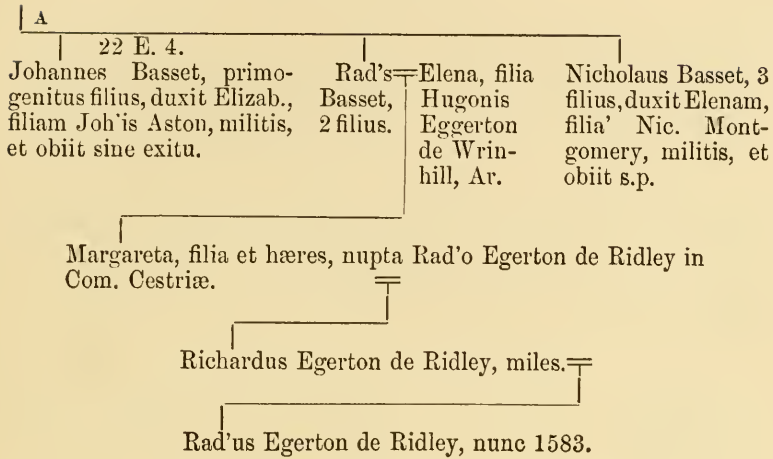 A
22 E. 4.
Johannes Basset, primo-
genitus filius, duxit Elizab.,
filiam Joh'is Aston, militis,
et obiit sine exitu.
Rad's
Basset,
2 filius.
Elena, filia
Hugonis
Eggerton
de Wrin-
hill, Ar.
Nicholaus Basset, 3
filius, duxit Elenam,
filia' Nic. Mont-
gomery, militis, et
obiit s.p.
Margareta, filia et hæres, nupta Rad'o Egerton de Ridley in
Com. Cestriæ.
Richardus Egerton de Ridley, miles.
Rad'us Egerton de Ridley, nunc 1583.